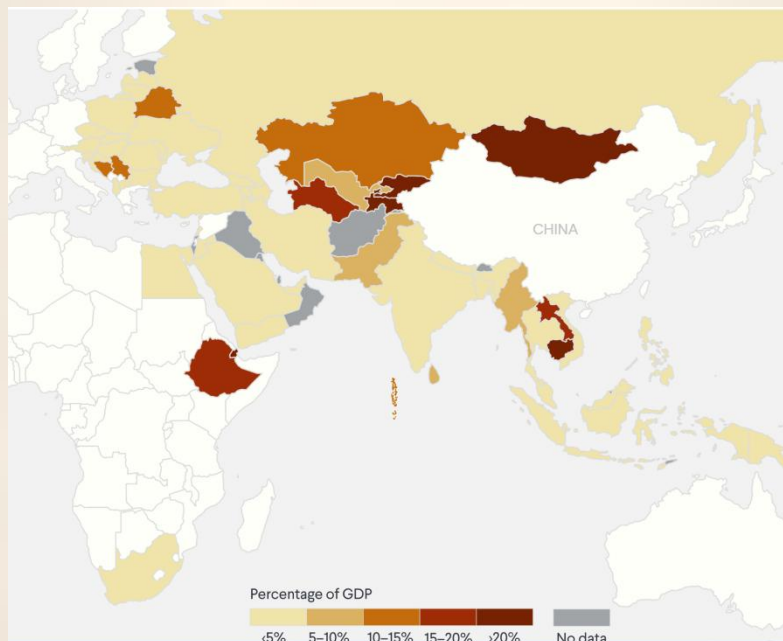 CHINA
Percentage of GDP
<5% 5–10% 10–15% 15–20% >20% No data